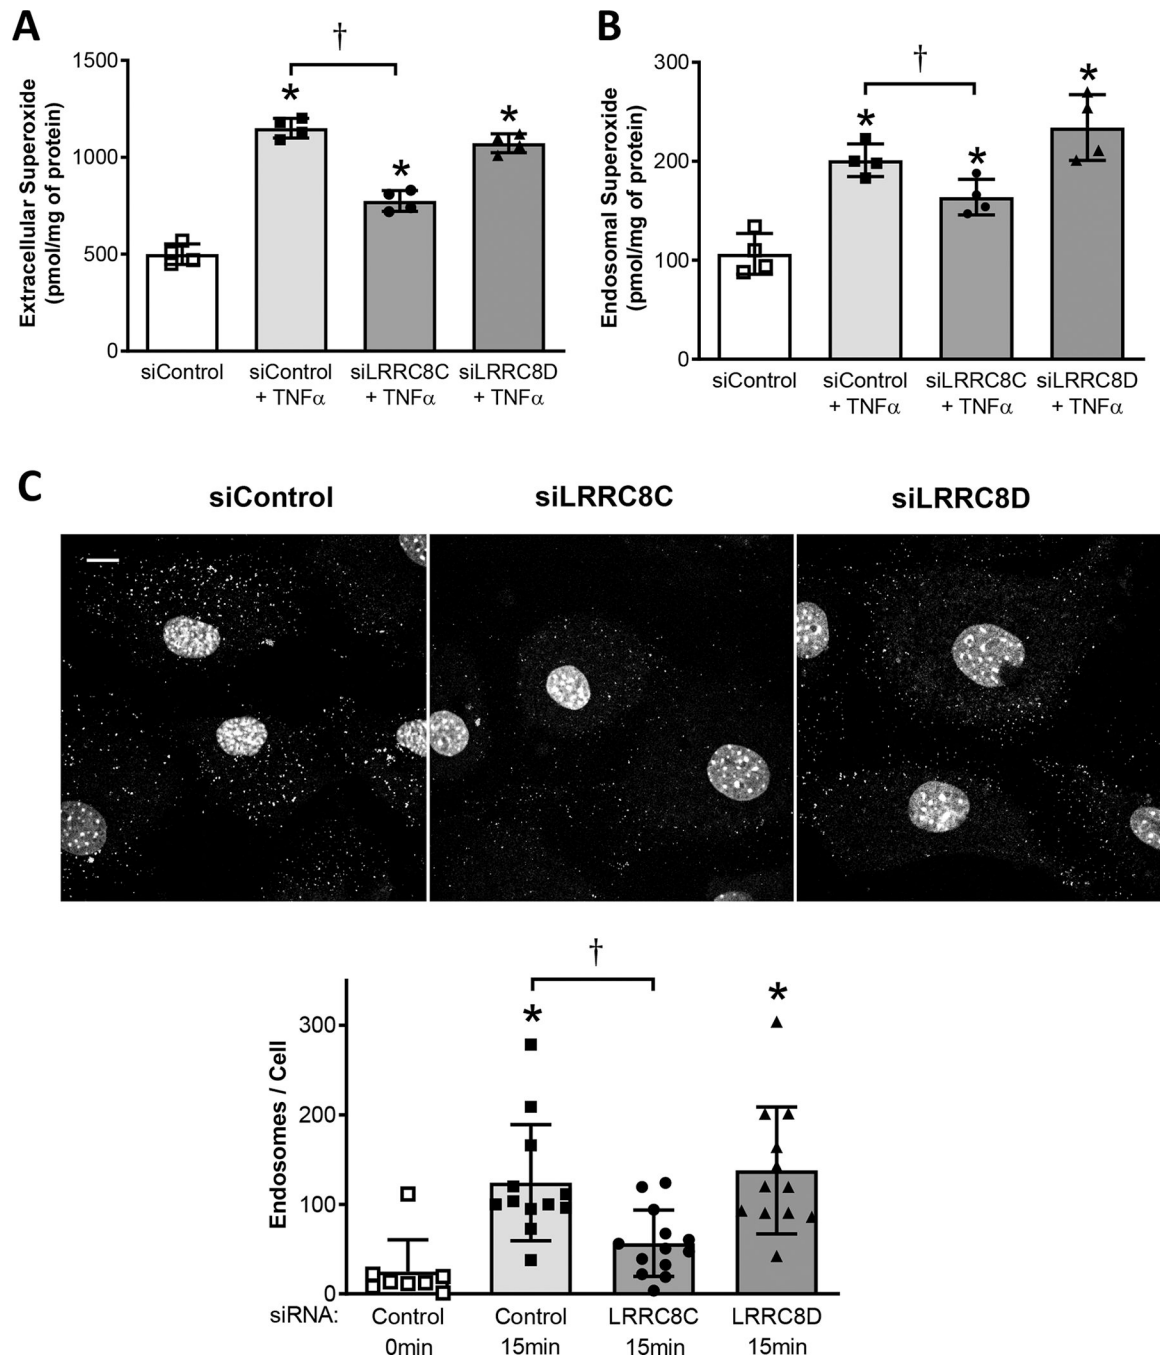 A
†
1500
1000
500
0
Extracellular Superoxide
(pmol/mg of protein)
*
*
*
siControl
siControl
+ TNFα
siLRRC8C
+ TNFα
siLRRC8D
+ TNFα
B
†
300
200
100
0
Endosomal Superoxide
(pmol/mg of protein)
*
*
*
siControl
siControl
+ TNFα
siLRRC8C
+ TNFα
siLRRC8D
+ TNFα
C
siControl
siLRRC8C
siLRRC8D
†
*
*
300
200
100
0
Endosomes / Cell
siRNA:
Control
0min
Control
15min
LRRC8C
15min
LRRC8D
15min